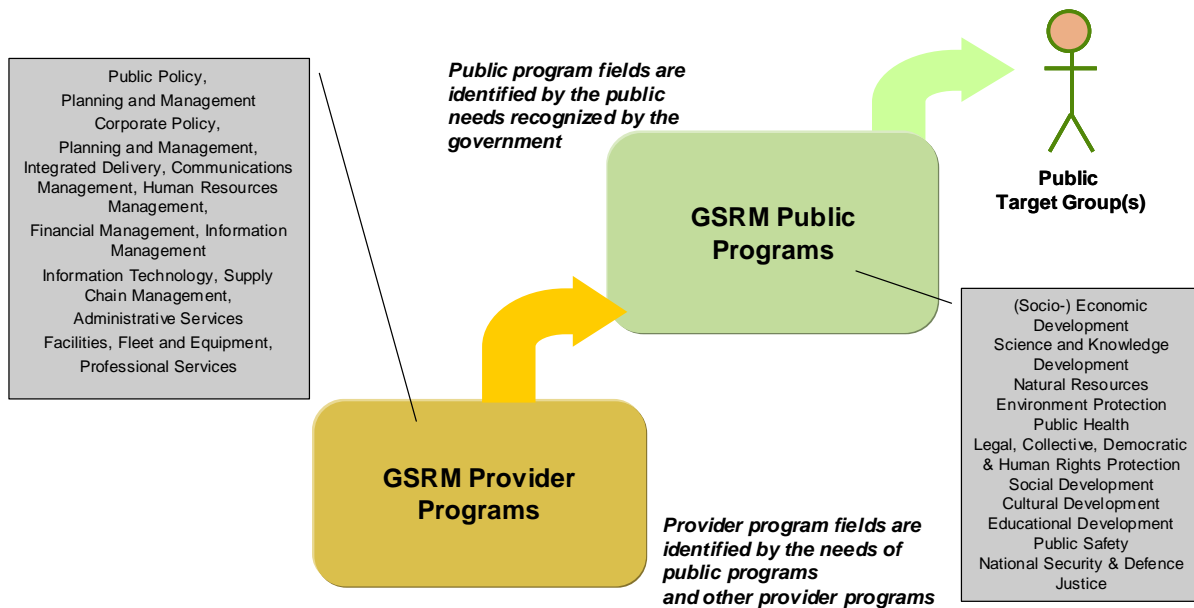 Public Policy,
Planning and Management
Corporate Policy,
Planning and Management,
Integrated Delivery, Communications
Management, Human Resources
Management,
Financial Management, Information
Management
Information Technology, Supply
Chain Management,
Administrative Services
Facilities, Fleet and Equipment,
Professional Services
Public program fields are
identified by the public
needs recognized by the
government
Public
Target Group(s)
GSRM Public
Programs
(Socio-) Economic
Development
Science and Knowledge
Development
Natural Resources
Environment Protection
Public Health
Legal, Collective, Democratic
& Human Rights Protection
Social Development
Cultural Development
Educational Development
Public Safety
National Security & Defence
Justice
GSRM Provider
Programs
Provider program fields are
identified by the needs of
public programs
and other provider programs